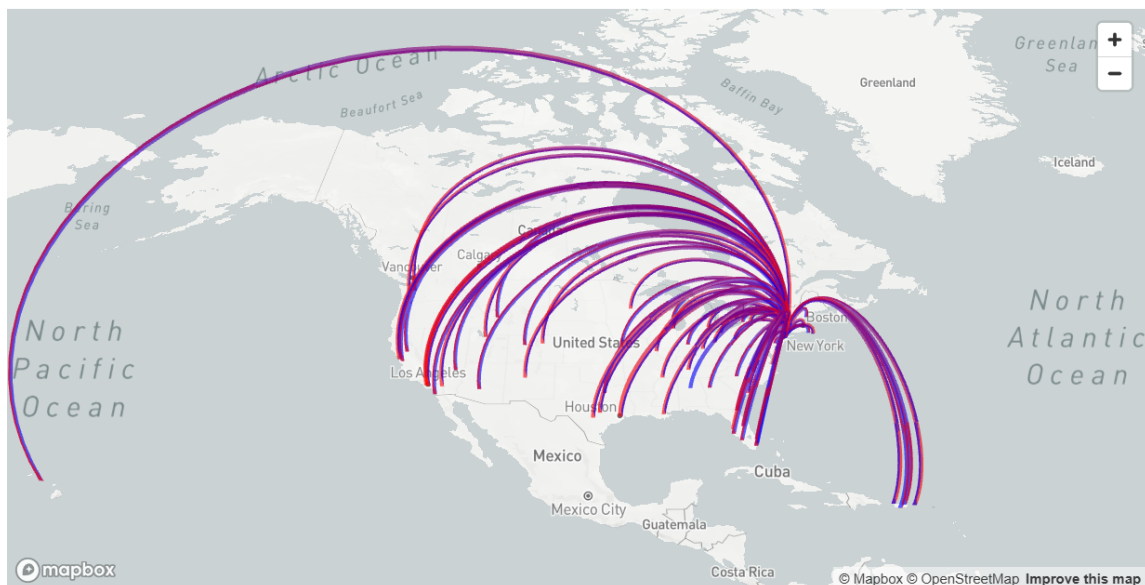 Arctic Ocean
Beaufort Sea
Baffin Bay
Greenland
Sea
Greenland
Iceland
+
−
Bering
Sea
Canada
Calgary
Vancouver
North
Pacific
Ocean
United States
Boston
New York
North
Atlantic
Ocean
Los Angeles
Houston
Mexico
Cuba
Mexico City
Guatemala
Costa Rica
mapbox
© Mapbox © OpenStreetMap Improve this map